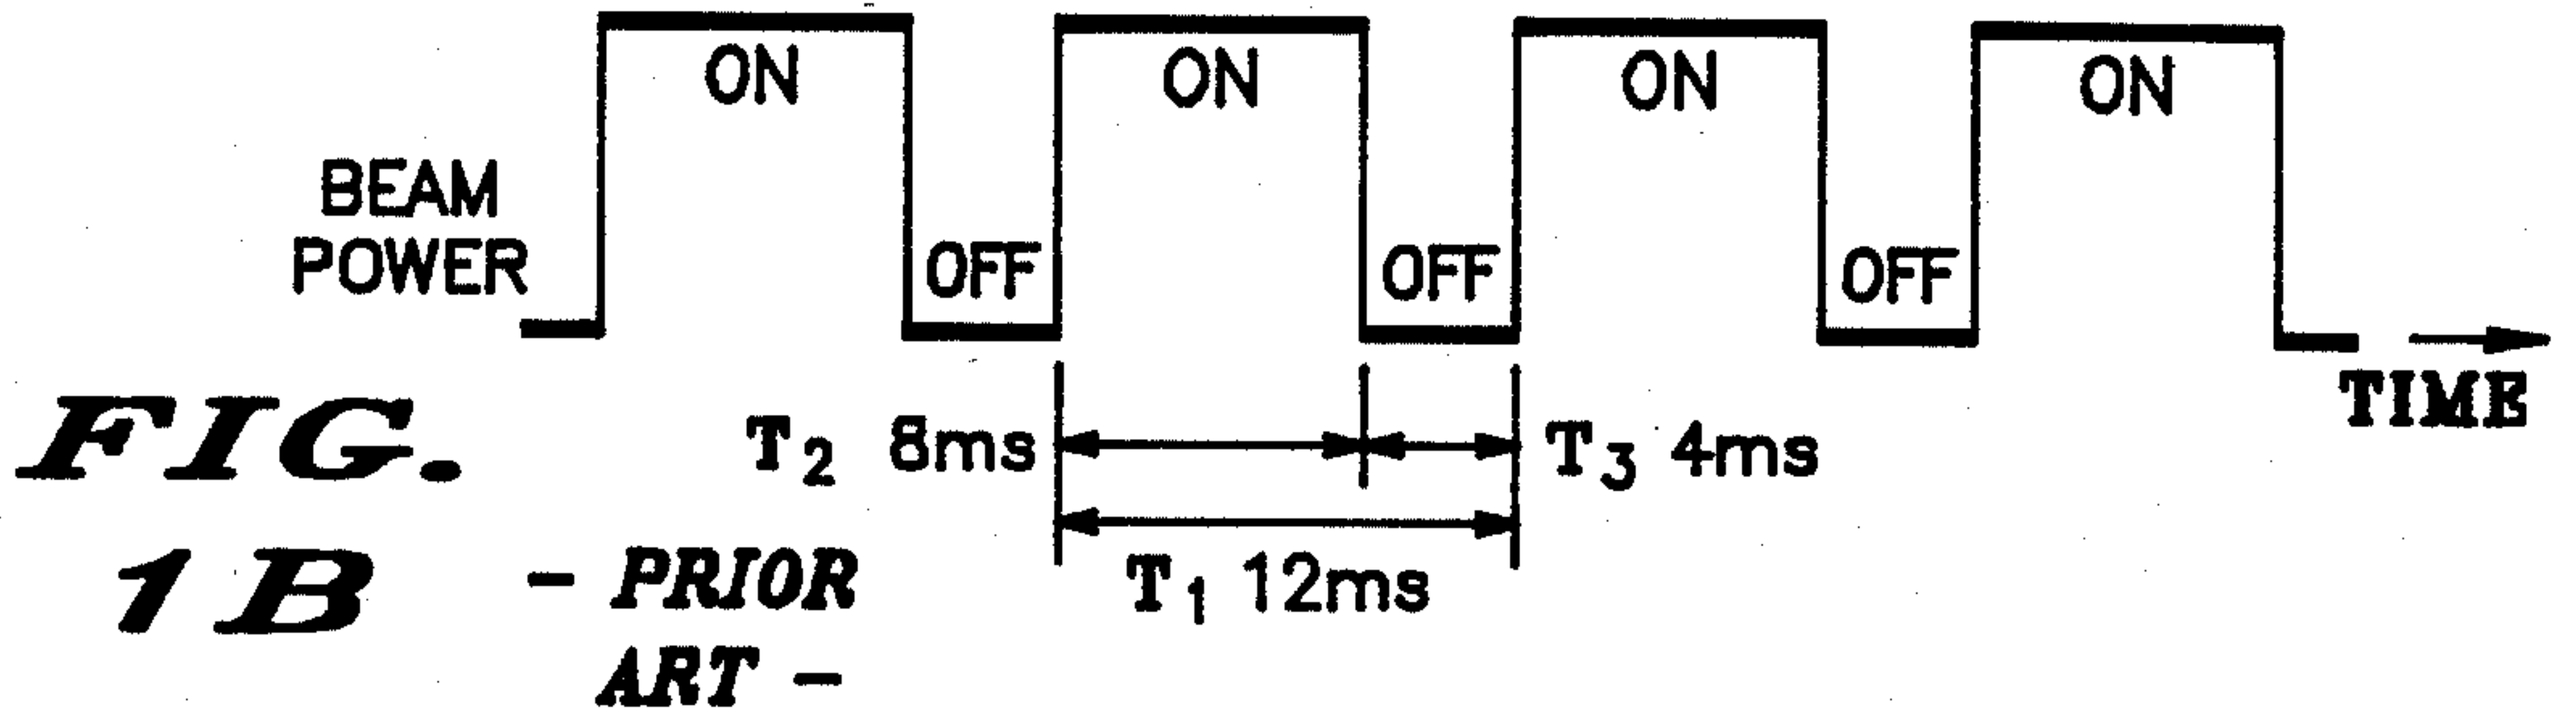 ON ON ON ON
BEAM
POWER
OFF OFF OFF
TIME
T2 8ms T3 4ms
T1 12ms
FIG.
1B - PRIOR
ART -